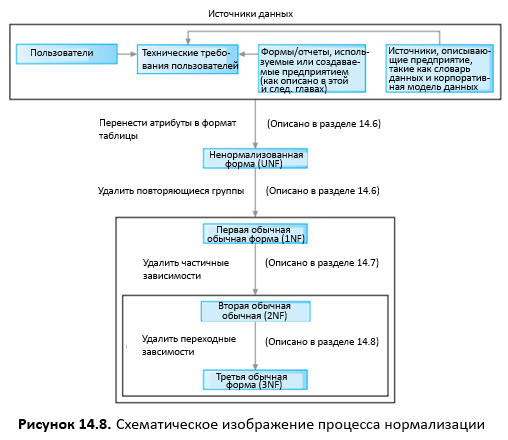 Источники данных
Пользователи
Технические требо-
вания пользователей
Формы/отчеты, исполь-
зуемые или создавае-
мые предприятием
(как описано в этой
и след. главах)
Источники, описываю-
щие предприятие,
такие как словарь
данных и корпоратив-
ная модель данных
Перенести атрибуты в формат
таблицы
(Описано в разделе 14.6)
Ненормализованная
форма (UNF)
Удалить повторяющиеся группы
(Описано в разделе 14.6)
Первая обычная
обычная форма (1NF)
Удалить частичные
зависимости
(Описано в разделе 14.7)
Вторая обычная
обычная (2NF)
Удалить переходные
завсимости
(Описано в разделе 14.8)
Третья обычная
форма (3NF)
Рисунок 14.8. Схематическое изображение процесса нормализации